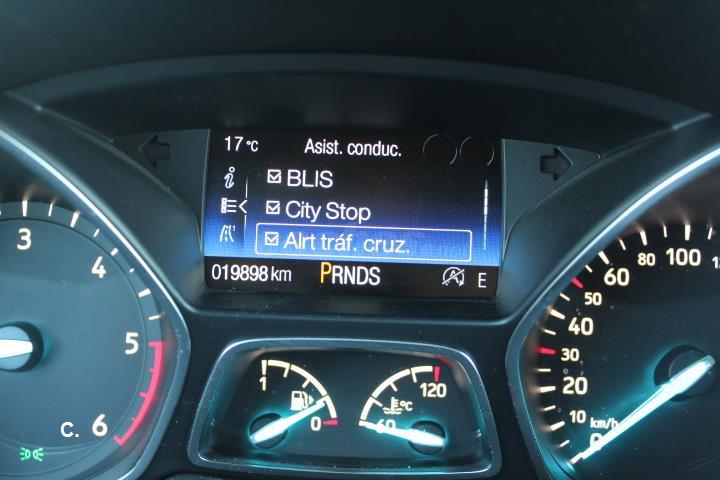 17 °C Asist. conduc.
BLIS
City Stop
Alrt tráf. cruz.
019898 km PRNDS E
3
4
5
6
C.
1
0
120
60
°C
100
80
60
50
40
30
20
10
km/h
0